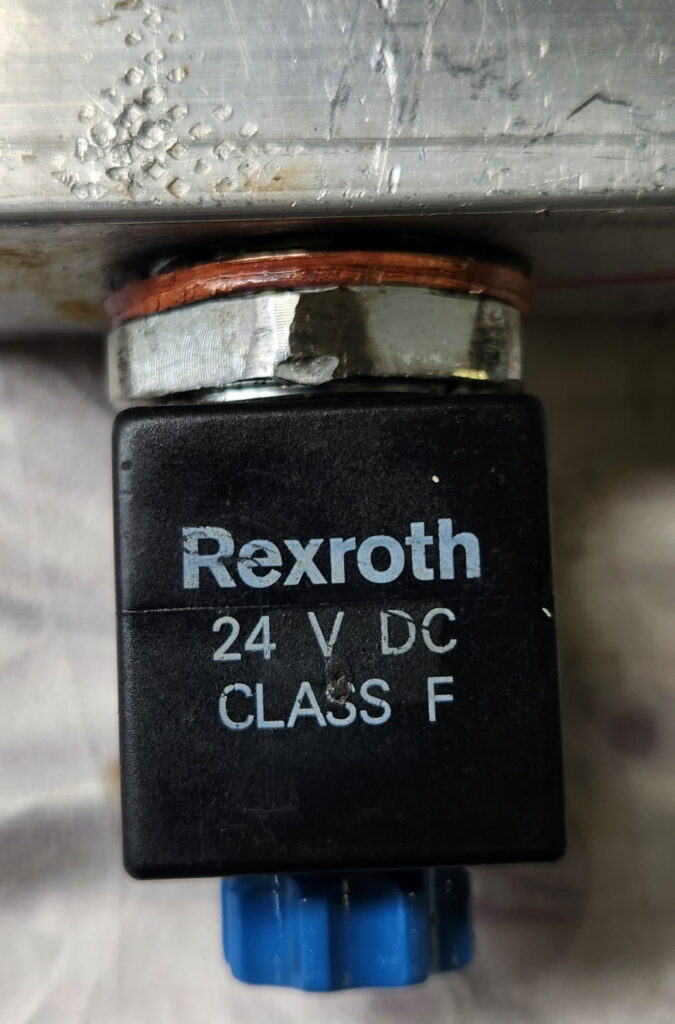 Rexroth
24 V DC
CLASS F